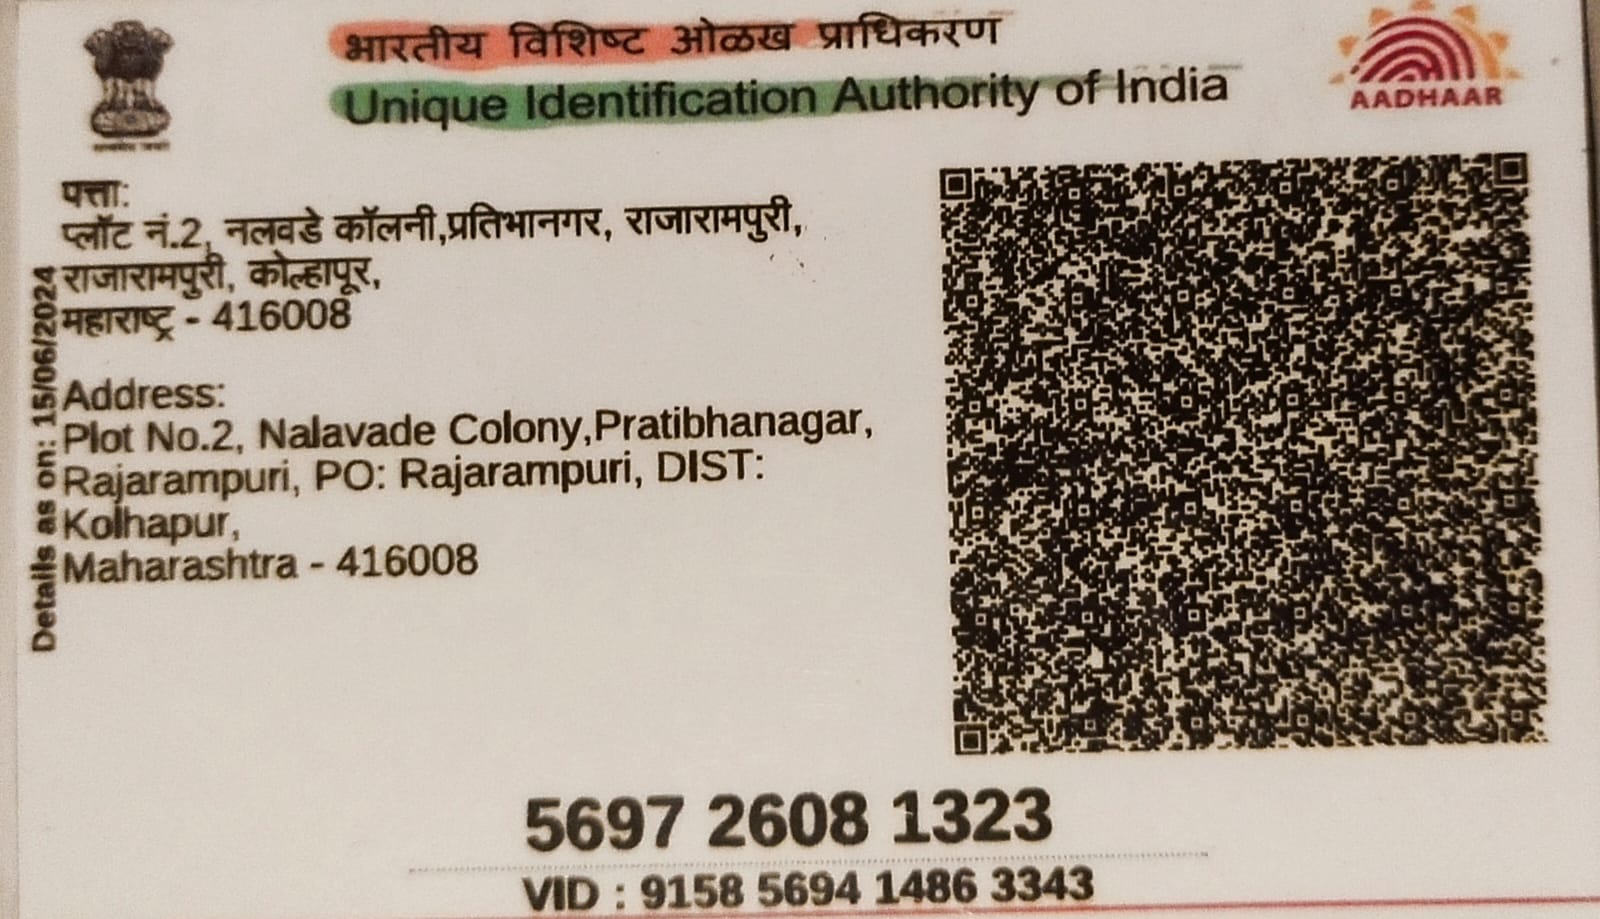 भारतीय विशिष्ट ओळख प्राधिकरण
Unique Identification Authority of India
AADHAAR
पत्ता:
प्लॉट नं.2, नलवडे कॉलनी,प्रतिभानगर, राजारामपुरी,
राजारामपुरी, कोल्हापूर,
महाराष्ट्र - 416008
Address:
Plot No.2, Nalavade Colony,Pratibhanagar,
Rajarampuri, PO: Rajarampuri, DIST:
Kolhapur,
Maharashtra - 416008
Details as on: 15/06/2024
5697 2608 1323
VID : 9158 5694 1486 3343